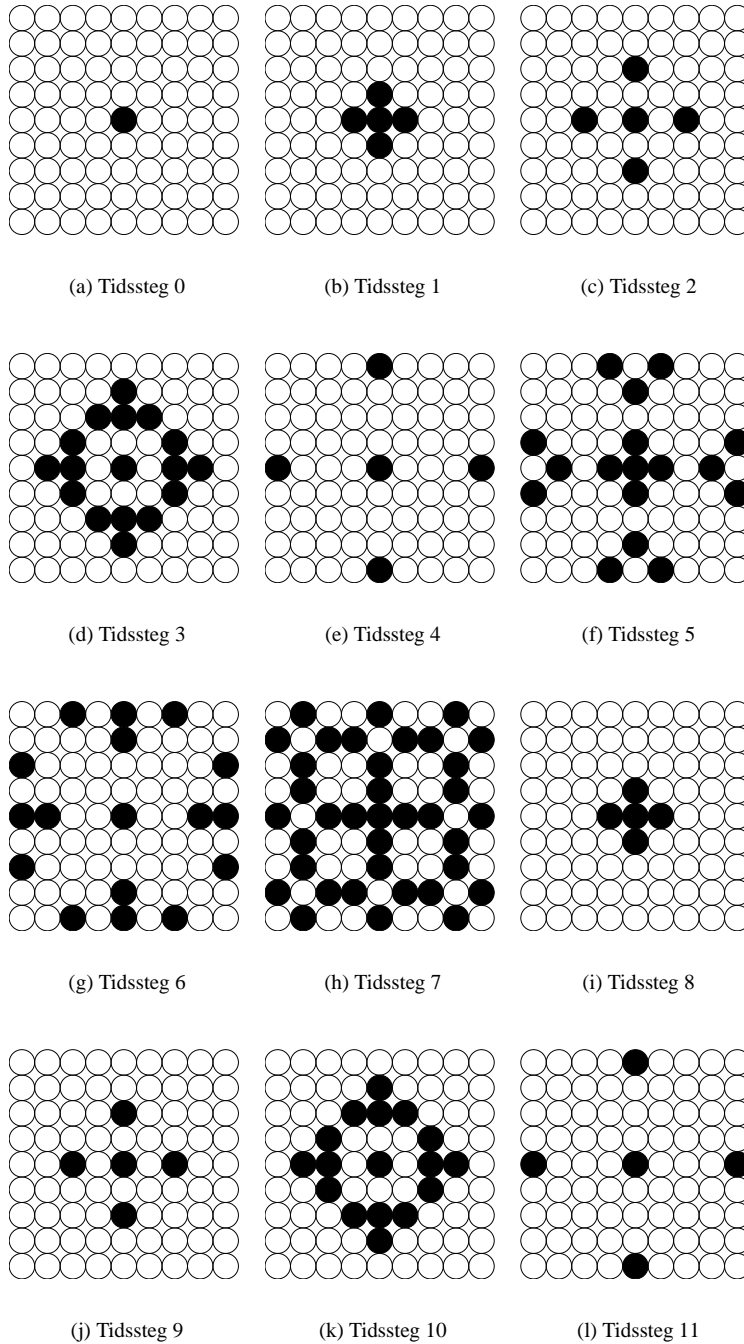 (a) Tidssteg 0
(b) Tidssteg 1
(c) Tidssteg 2
(d) Tidssteg 3
(e) Tidssteg 4
(f) Tidssteg 5
(g) Tidssteg 6
(h) Tidssteg 7
(i) Tidssteg 8
(j) Tidssteg 9
(k) Tidssteg 10
(l) Tidssteg 11